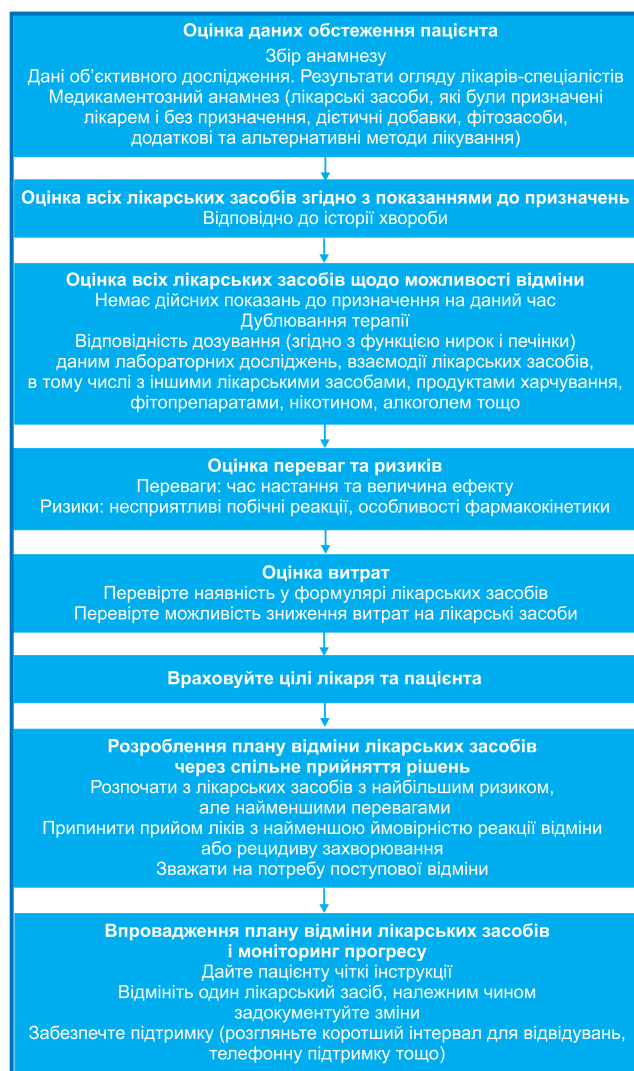 Оцінка даних обстеження пацієнта
Збір анамнезу
Дані об’єктивного дослідження. Результати огляду лікарів-спеціалістів
Медикаментозний анамнез (лікарські засоби, які були призначені
лікарем і без призначення, дієтичні добавки, фітозасоби,
додаткові та альтернативні методи лікування)
Оцінка всіх лікарських засобів згідно з показаннями до призначень
Відповідно до історії хвороби
Оцінка всіх лікарських засобів щодо можливості відміни
Немає дійсних показань до призначення на даний час
Дублювання терапії
Відповідність дозування (згідно з функцією нирок і печінки)
даним лабораторних досліджень, взаємодії лікарських засобів,
в тому числі з іншими лікарськими засобами, продуктами харчування,
фітопрепаратами, нікотином, алкоголем тощо
Оцінка переваг та ризиків
Переваги: час настання та величина ефекту
Ризики: несприятливі побічні реакції, особливості фармакокінетики
Оцінка витрат
Перевірте наявність у формулярі лікарських засобів
Перевірте можливість зниження витрат на лікарські засоби
Враховуйте цілі лікаря та пацієнта
Розроблення плану відміни лікарських засобів
через спільне прийняття рішень
Розпочати з лікарських засобів з найбільшим ризиком,
але найменшими перевагами
Припинити прийом ліків з найменшою ймовірністю реакції відміни
або рецидиву захворювання
Зважати на потребу поступової відміни
Впровадження плану відміни лікарських засобів
і моніторинг прогресу
Дайте пацієнту чіткі інструкції
Відмініть один лікарський засіб, належним чином
задокументуйте зміни
Забезпечте підтримку (розгляньте коротший інтервал для відвідувань,
телефонну підтримку тощо)